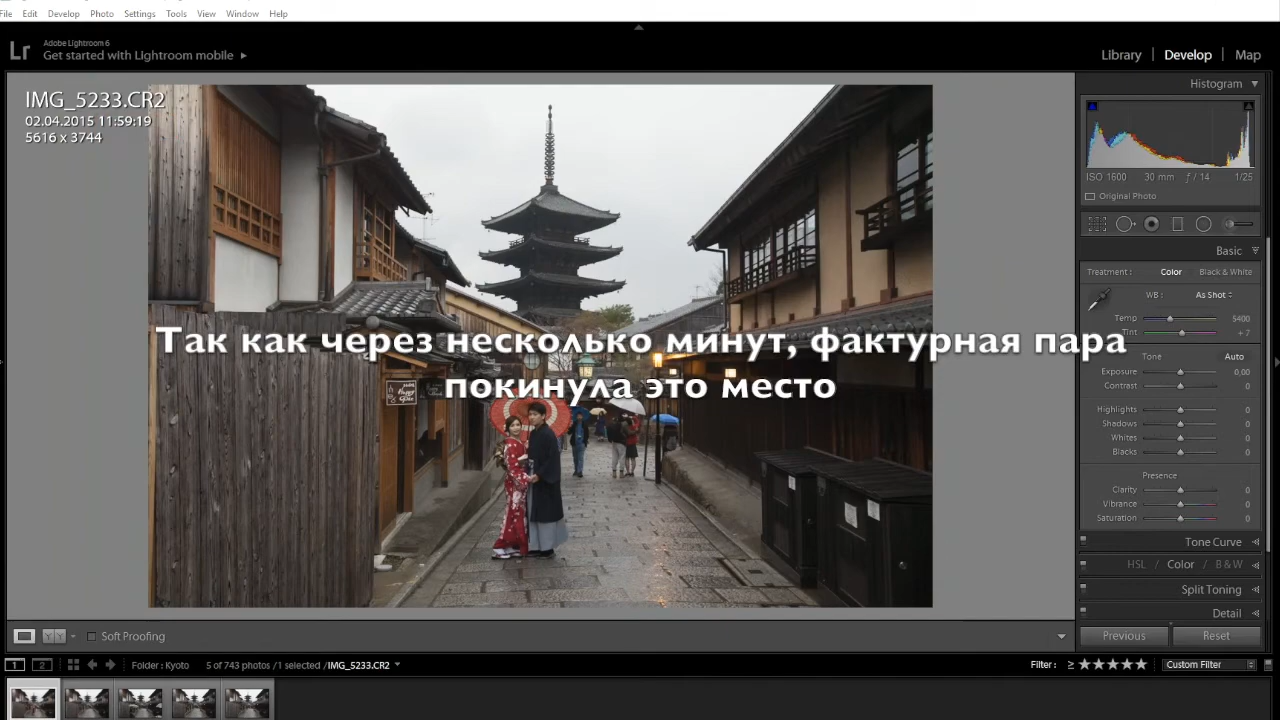 File Edit Develop Photo Settings Tools View Window Help
Lr
Adobe Lightroom 6
Get started with Lightroom mobile
Library | Develop | Map
Histogram
IMG_5233.CR2
02.04.2015 11:59:19
5616 x 3744
ISO 1600 30 mm ƒ / 14 1/25
Original Photo
Basic
Treatment : Color Black & White
WB : As Shot
Temp 5400
Tint + 7
Так как через несколько минут, фактурная пара
покинула это место
Tone Auto
Exposure 0,00
Contrast 0
Highlights 0
Shadows 0
Whites 0
Blacks 0
Presence
Clarity 0
Vibrance 0
Saturation 0
Tone Curve
HSL / Color / B & W
Split Toning
Detail
Previous Reset
Y Y Soft Proofing
1 2 Folder : Kyoto 5 of 743 photos / 1 selected / IMG_5233.CR2 Filter : ≥ ★★★★★ Custom Filter